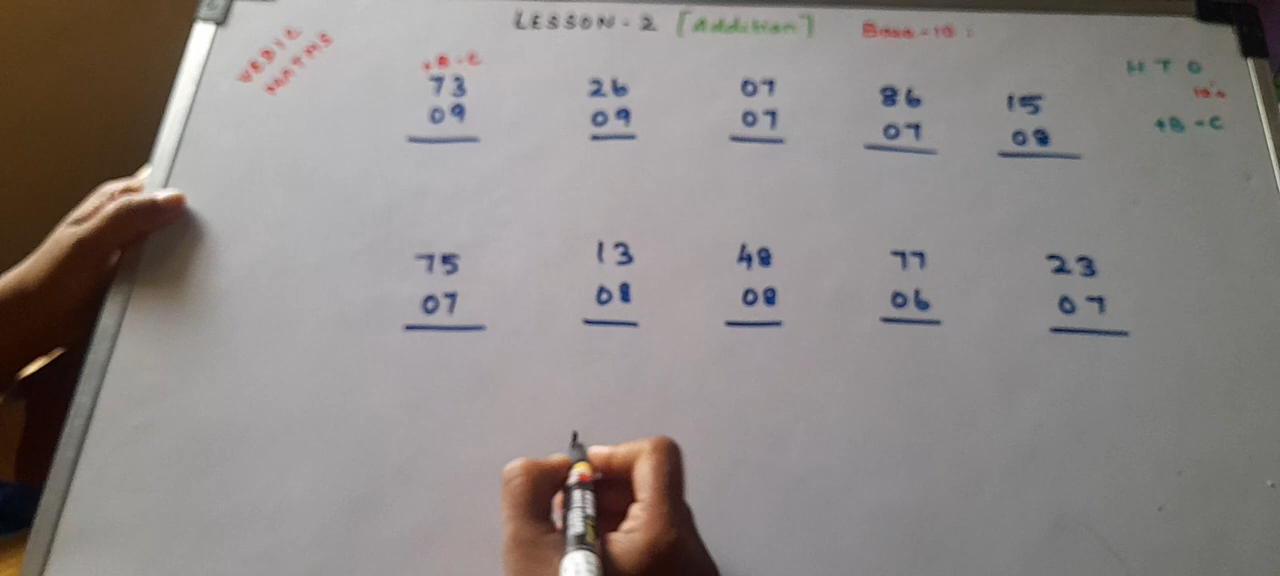 LESSON - 2 [Addition] Base - 10 :
VEDIC
MATHS
H T O
10's
+B -C
+B - C
73 26 07 86 15
09 09 07 07 08
75 13 48 77 23
07 08 08 06 07